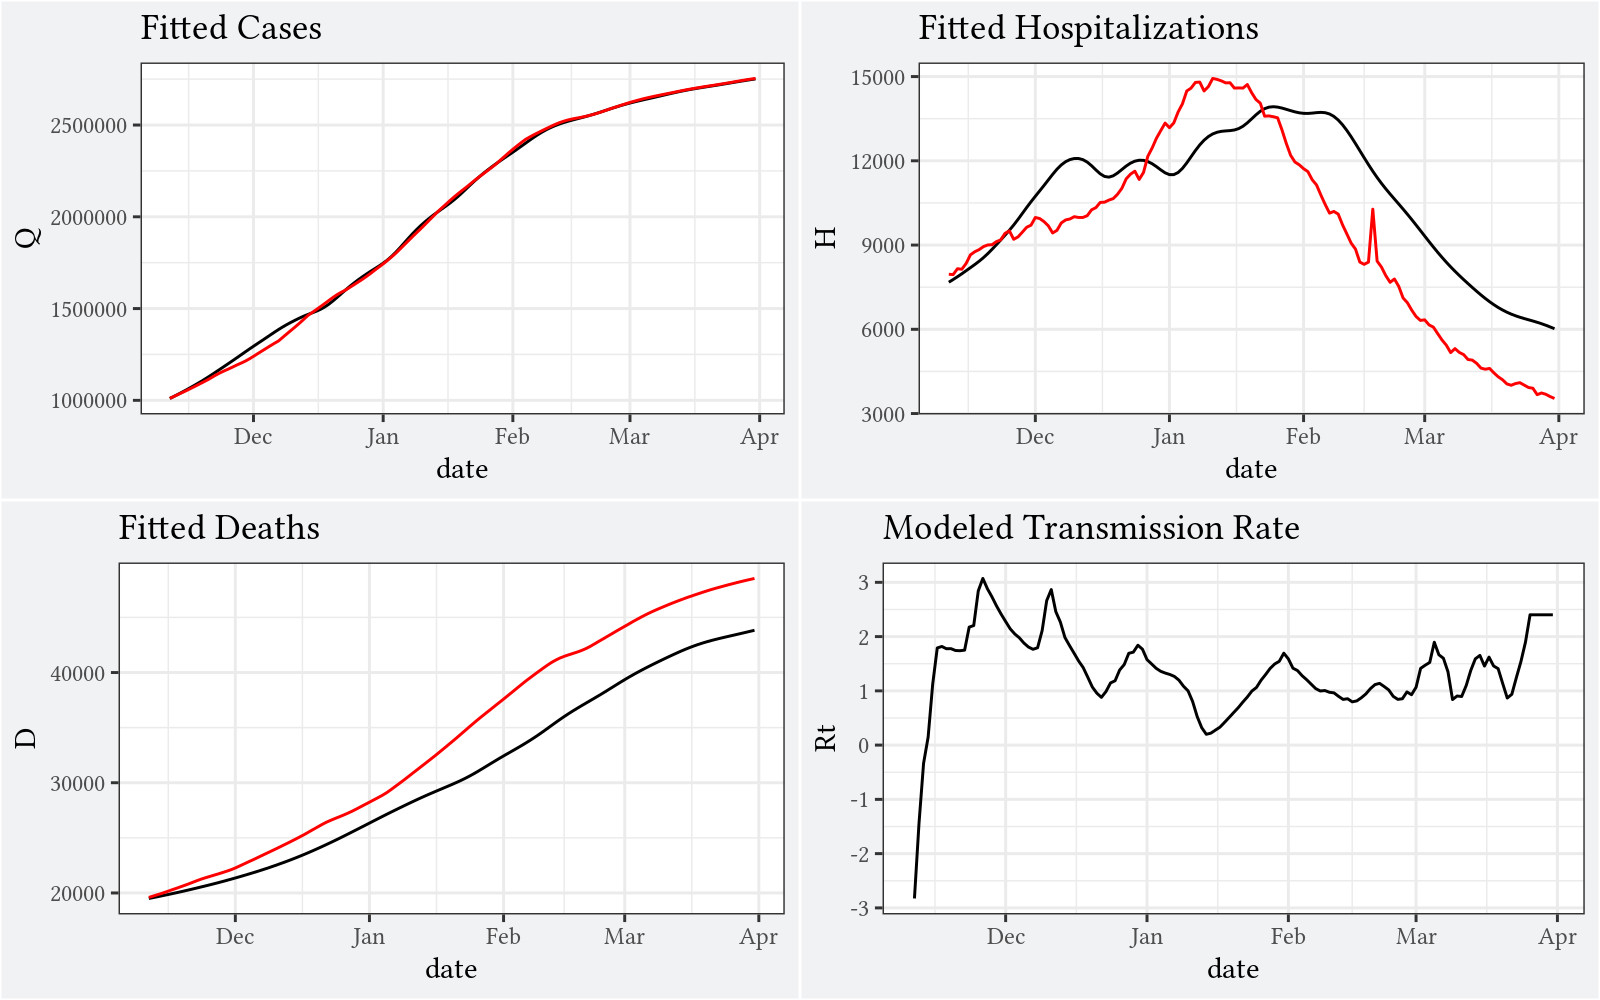 Fitted Cases
Q
2500000
2000000
1500000
1000000
Dec Jan Feb Mar Apr
date
Fitted Hospitalizations
H
15000
12000
9000
6000
3000
Dec Jan Feb Mar Apr
date
Fitted Deaths
D
40000
30000
20000
Dec Jan Feb Mar Apr
date
Modeled Transmission Rate
Rt
3
2
1
0
-1
-2
-3
Dec Jan Feb Mar Apr
date